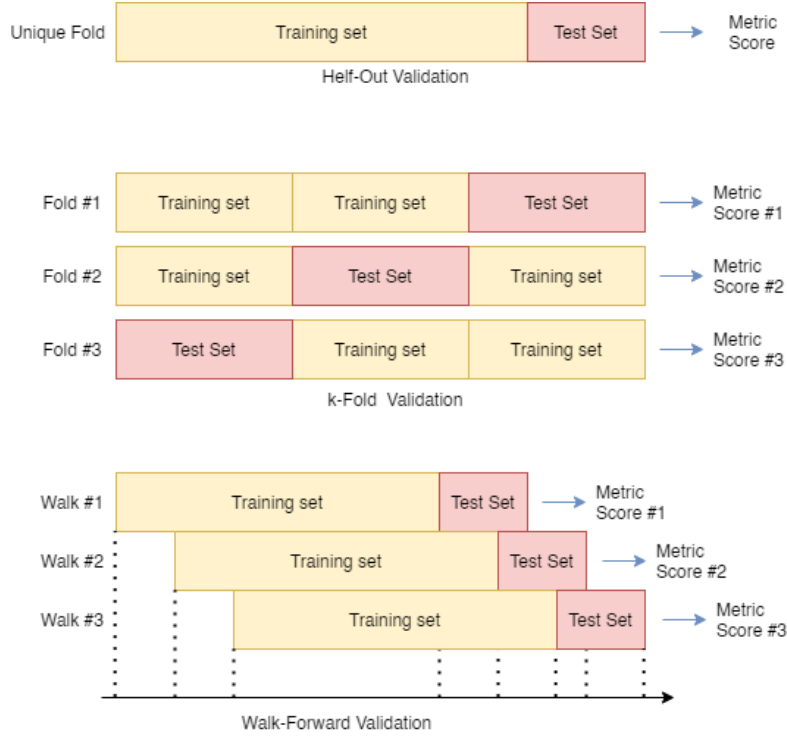 Unique Fold Training set Test Set Metric
Score
Helf-Out Validation
Fold #1 Training set Training set Test Set Metric
Score #1
Fold #2 Training set Test Set Training set Metric
Score #2
Fold #3 Test Set Training set Training set Metric
Score #3
k-Fold Validation
Walk #1 Training set Test Set Metric
Score #1
Walk #2 Training set Test Set Metric
Score #2
Walk #3 Training set Test Set Metric
Score #3
Walk-Forward Validation